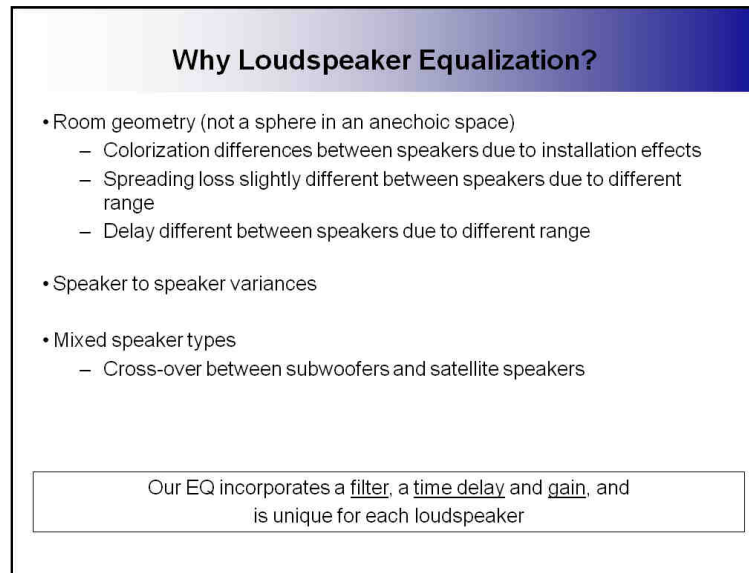 Why Loudspeaker Equalization?
• Room geometry (not a sphere in an anechoic space)
– Colorization differences between speakers due to installation effects
– Spreading loss slightly different between speakers due to different
range
– Delay different between speakers due to different range
• Speaker to speaker variances
• Mixed speaker types
– Cross-over between subwoofers and satellite speakers
Our EQ incorporates a filter, a time delay and gain, and
is unique for each loudspeaker